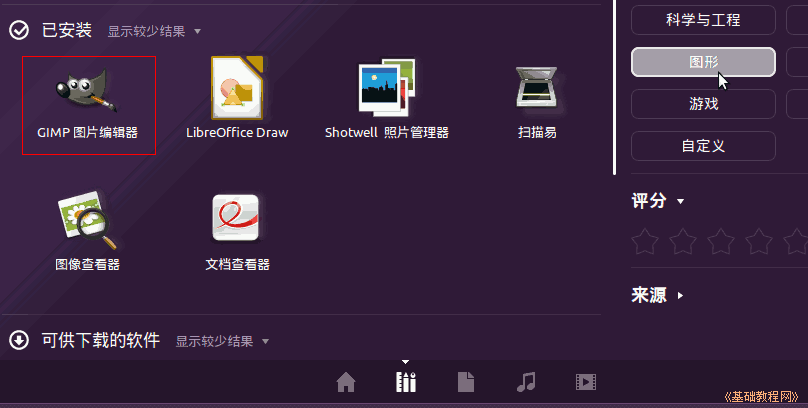 已安装 显示较少结果
GIMP 图片编辑器
LibreOffice Draw
Shotwell 照片管理器
扫描易
图像查看器
文档查看器
可供下载的软件 显示较少结果
科学与工程
图形
游戏
自定义
评分
来源
《基础教程网》